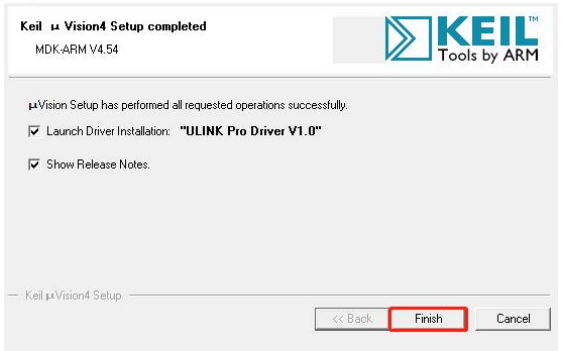 Keil µ Vision4 Setup completed
MDK-ARM V4.54
KEIL™
Tools by ARM
µVision Setup has performed all requested operations successfully.
Launch Driver Installation: "ULINK Pro Driver V1.0"
Show Release Notes.
Keil µVision4 Setup
<< Back Finish Cancel